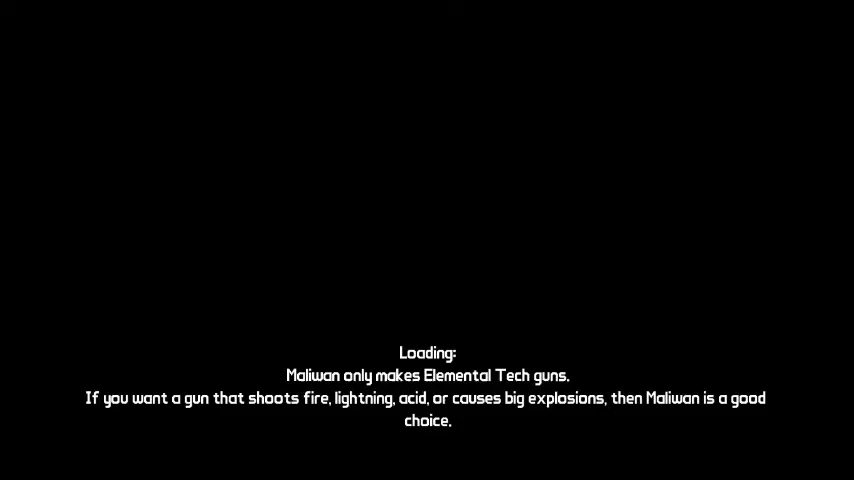 Loading:
Maliwan only makes Elemental Tech guns.
If you want a gun that shoots fire, lightning, acid, or causes big explosions, then Maliwan is a good
choice.